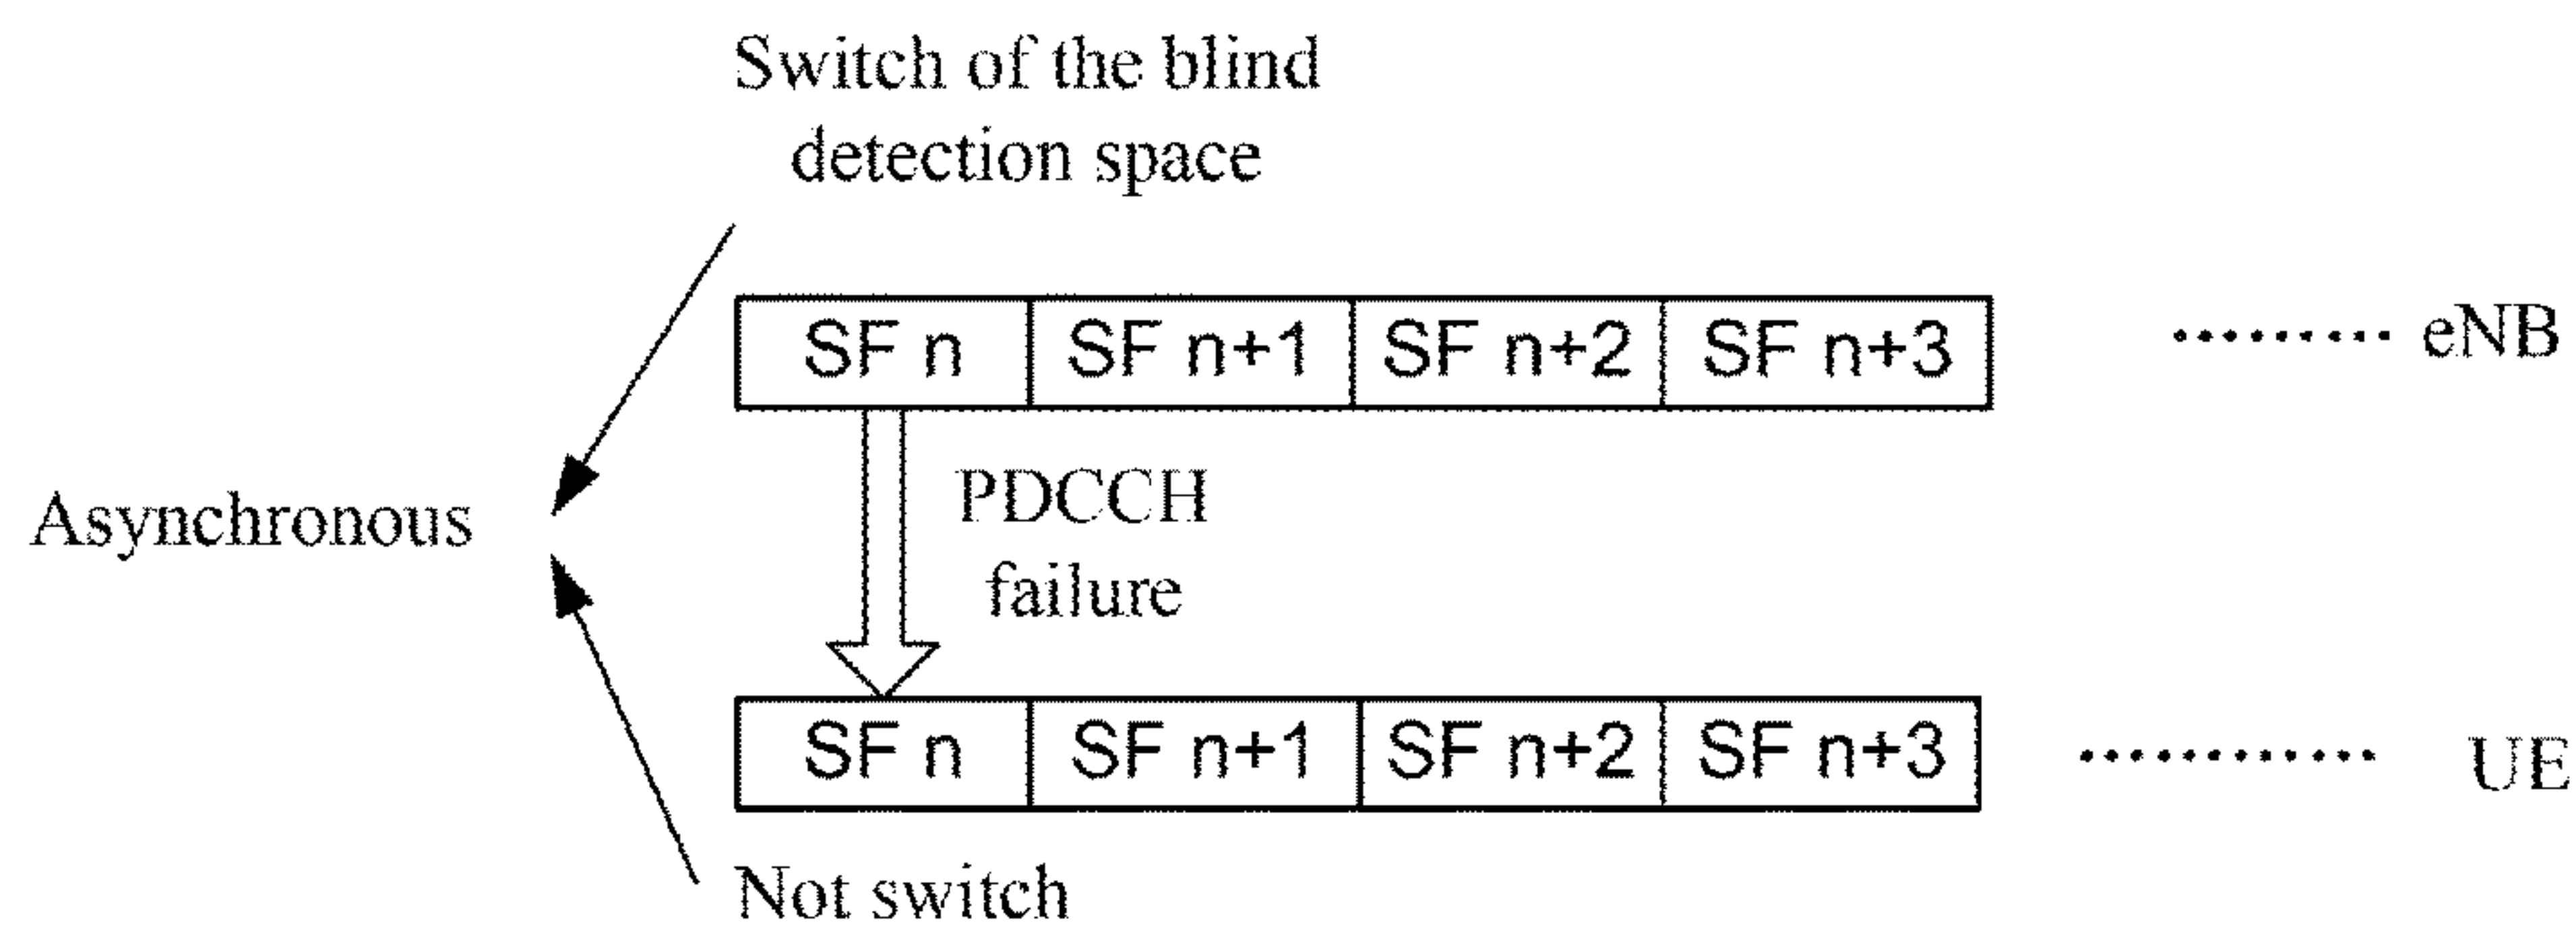 Switch of the blind
detection space
SF n SF n+1 SF n+2 SF n+3 ········· eNB
Asynchronous
PDCCH
failure
SF n SF n+1 SF n+2 SF n+3 ············ UE
Not switch